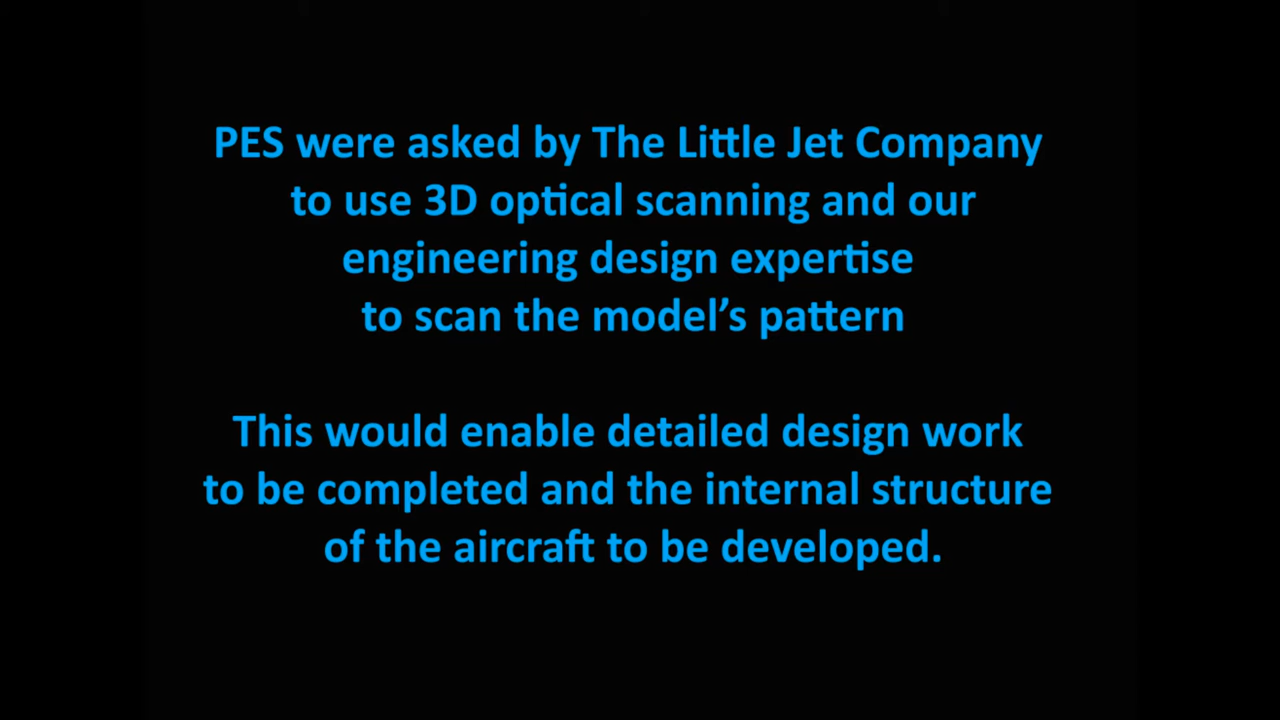 PES were asked by The Little Jet Company
to use 3D optical scanning and our
engineering design expertise
to scan the model’s pattern
This would enable detailed design work
to be completed and the internal structure
of the aircraft to be developed.